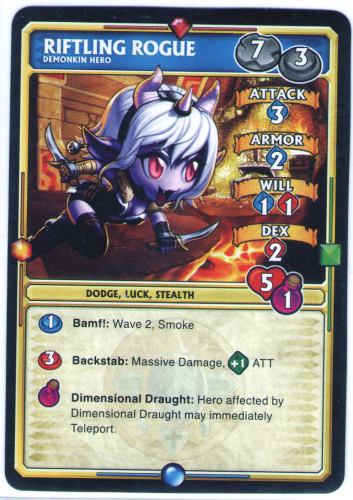 RIFTLING ROGUE
DEMONKIN HERO
7 3
ATTACK
3
ARMOR
2
WILL
1 1
DEX
2
5 1
DODGE, LUCK, STEALTH
1 Bamf!: Wave 2, Smoke
3 Backstab: Massive Damage, +1 ATT
Dimensional Draught: Hero affected by
Dimensional Draught may immediately
Teleport.